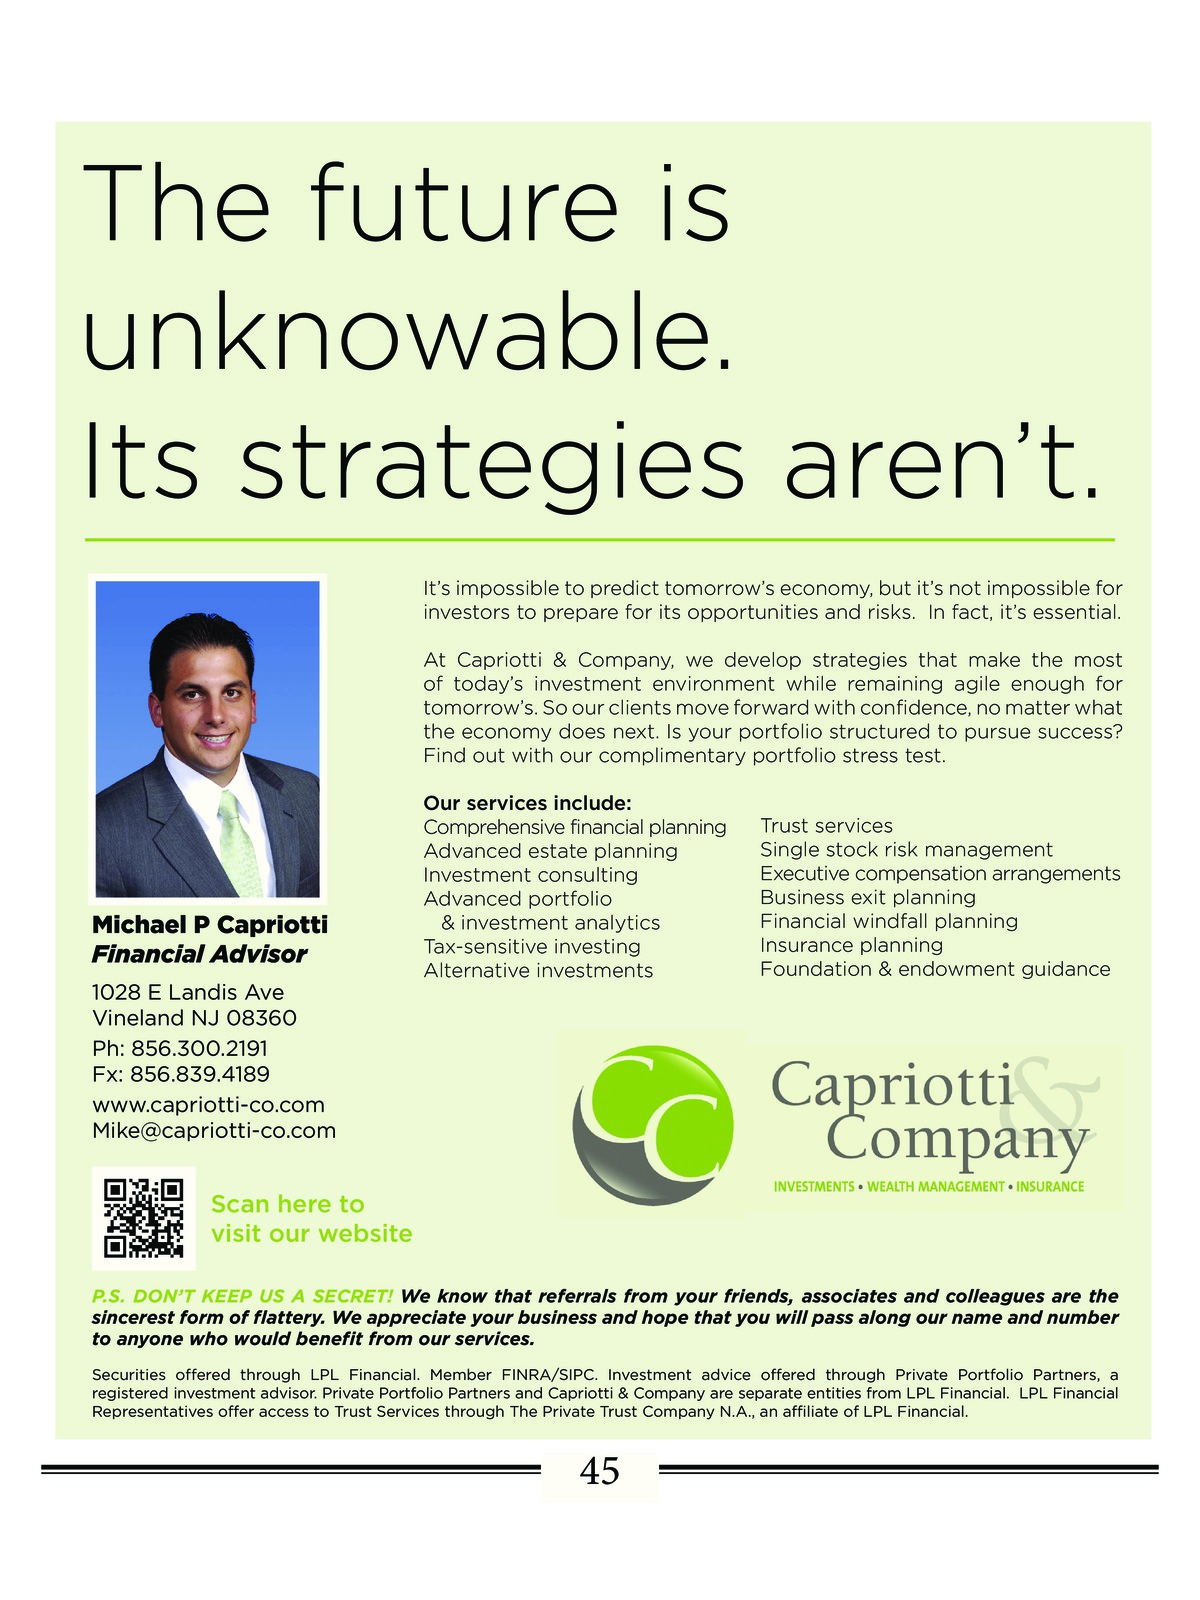 The future is
unknowable.
Its strategies aren’t.
It’s impossible to predict tomorrow’s economy, but it’s not impossible for
investors to prepare for its opportunities and risks.  In fact, it’s essential.
At Capriotti & Company, we develop strategies that make the most
of today’s investment environment while remaining agile enough for
tomorrow’s. So our clients move forward with confidence, no matter what
the economy does next. Is your portfolio structured to pursue success?
Find out with our complimentary portfolio stress test.
Our services include:
Comprehensive financial planning
Advanced estate planning
Investment consulting
Advanced portfolio
& investment analytics
Tax-sensitive investing
Alternative investments
Trust services
Single stock risk management
Executive compensation arrangements
Business exit planning
Financial windfall planning
Insurance planning
Foundation & endowment guidance
Michael P Capriotti
Financial Advisor
1028 E Landis Ave
Vineland NJ 08360
Ph: 856.300.2191
Fx: 856.839.4189
www.capriotti-co.com
Mike@capriotti-co.com
Scan here to
visit our website
CC
Capriotti &
Company
INVESTMENTS • WEALTH MANAGEMENT • INSURANCE
P.S. DON’T KEEP US A SECRET! We know that referrals from your friends, associates and colleagues are the
sincerest form of flattery. We appreciate your business and hope that you will pass along our name and number
to anyone who would benefit from our services.
Securities offered through LPL Financial. Member FINRA/SIPC. Investment advice offered through Private Portfolio Partners, a
registered investment advisor. Private Portfolio Partners and Capriotti & Company are separate entities from LPL Financial.  LPL Financial
Representatives offer access to Trust Services through The Private Trust Company N.A., an affiliate of LPL Financial.
45